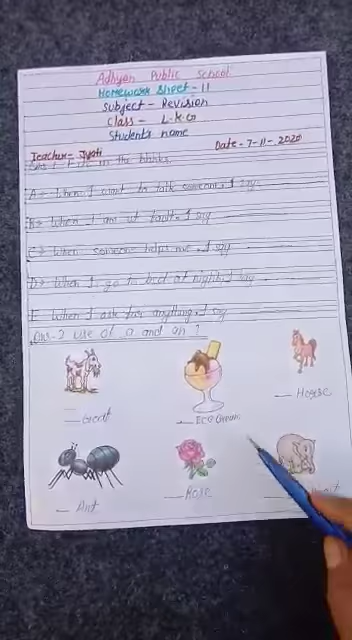 Adhyan Public School
Homework Sheet - 11
Subject - Revision
Class - L.K.G
Student's name
Teacher - Jyoti Date - 7-11-2020
Fill in the blanks.
A> When I want to talk someone, I say
B> When I am at fault, I say
C> When someone helps me, I say
D> When I go to bed at night, I say
E When I ask for anything, I say
Que-2 use of a and an ?
Goat
Ice Cream
Horse
Ant
Rose